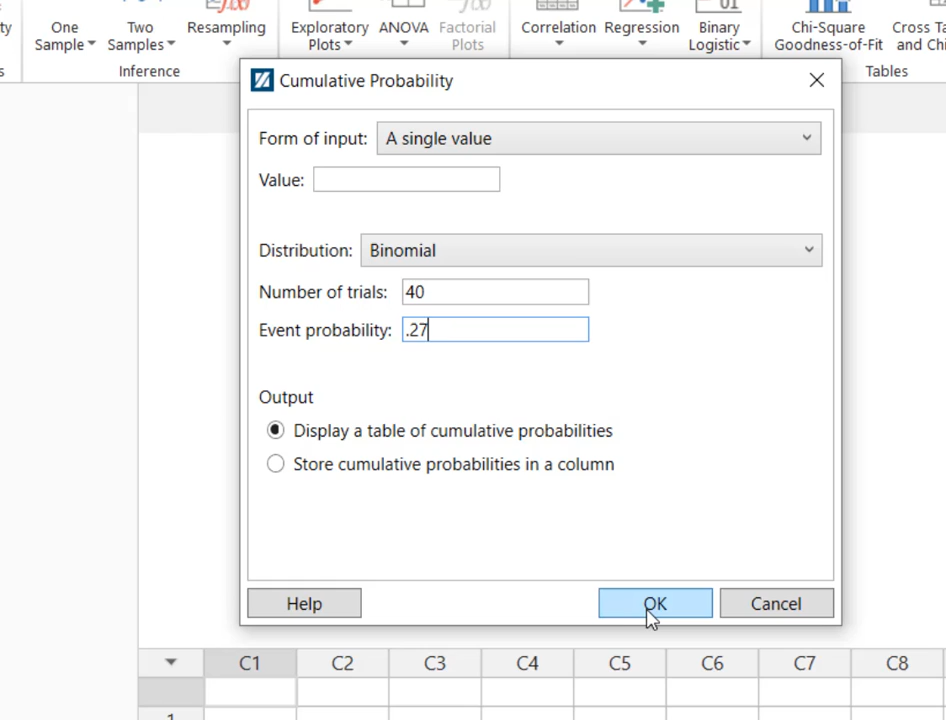 ty
One
Sample
Two
Samples
Resampling
Exploratory
Plots
ANOVA
Factorial
Plots
Correlation
Regression
Binary
Logistic
Chi-Square
Goodness-of-Fit
Cross Ta
and Chi
s
Inference
Tables
Cumulative Probability
Form of input: A single value
Value:
Distribution: Binomial
Number of trials: 40
Event probability: .27
Output
Display a table of cumulative probabilities
Store cumulative probabilities in a column
Help OK Cancel
C1 C2 C3 C4 C5 C6 C7 C8
1